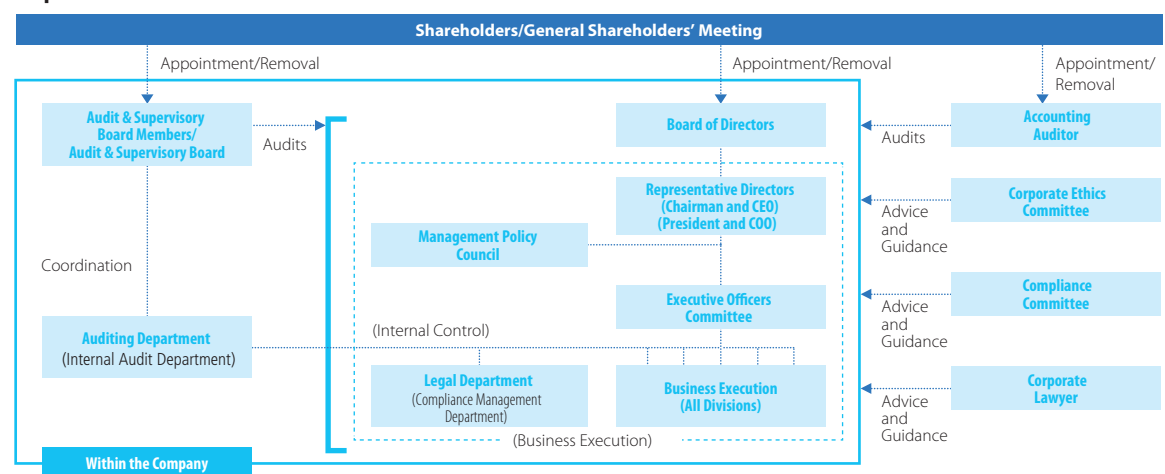 Shareholders/General Shareholders' Meeting
Appointment/Removal
Appointment/Removal
Appointment/
Removal
Audit & Supervisory
Board Members/
Audit & Supervisory Board
Audits
Board of Directors
Audits
Accounting
Auditor
Representative Directors
(Chairman and CEO)
(President and COO)
Advice
and
Guidance
Corporate Ethics
Committee
Management Policy
Council
Coordination
Executive Officers
Committee
Advice
and
Guidance
Compliance
Committee
Auditing Department
(Internal Audit Department)
(Internal Control)
Legal Department
(Compliance Management
Department)
Business Execution
(All Divisions)
Advice
and
Guidance
Corporate
Lawyer
(Business Execution)
Within the Company